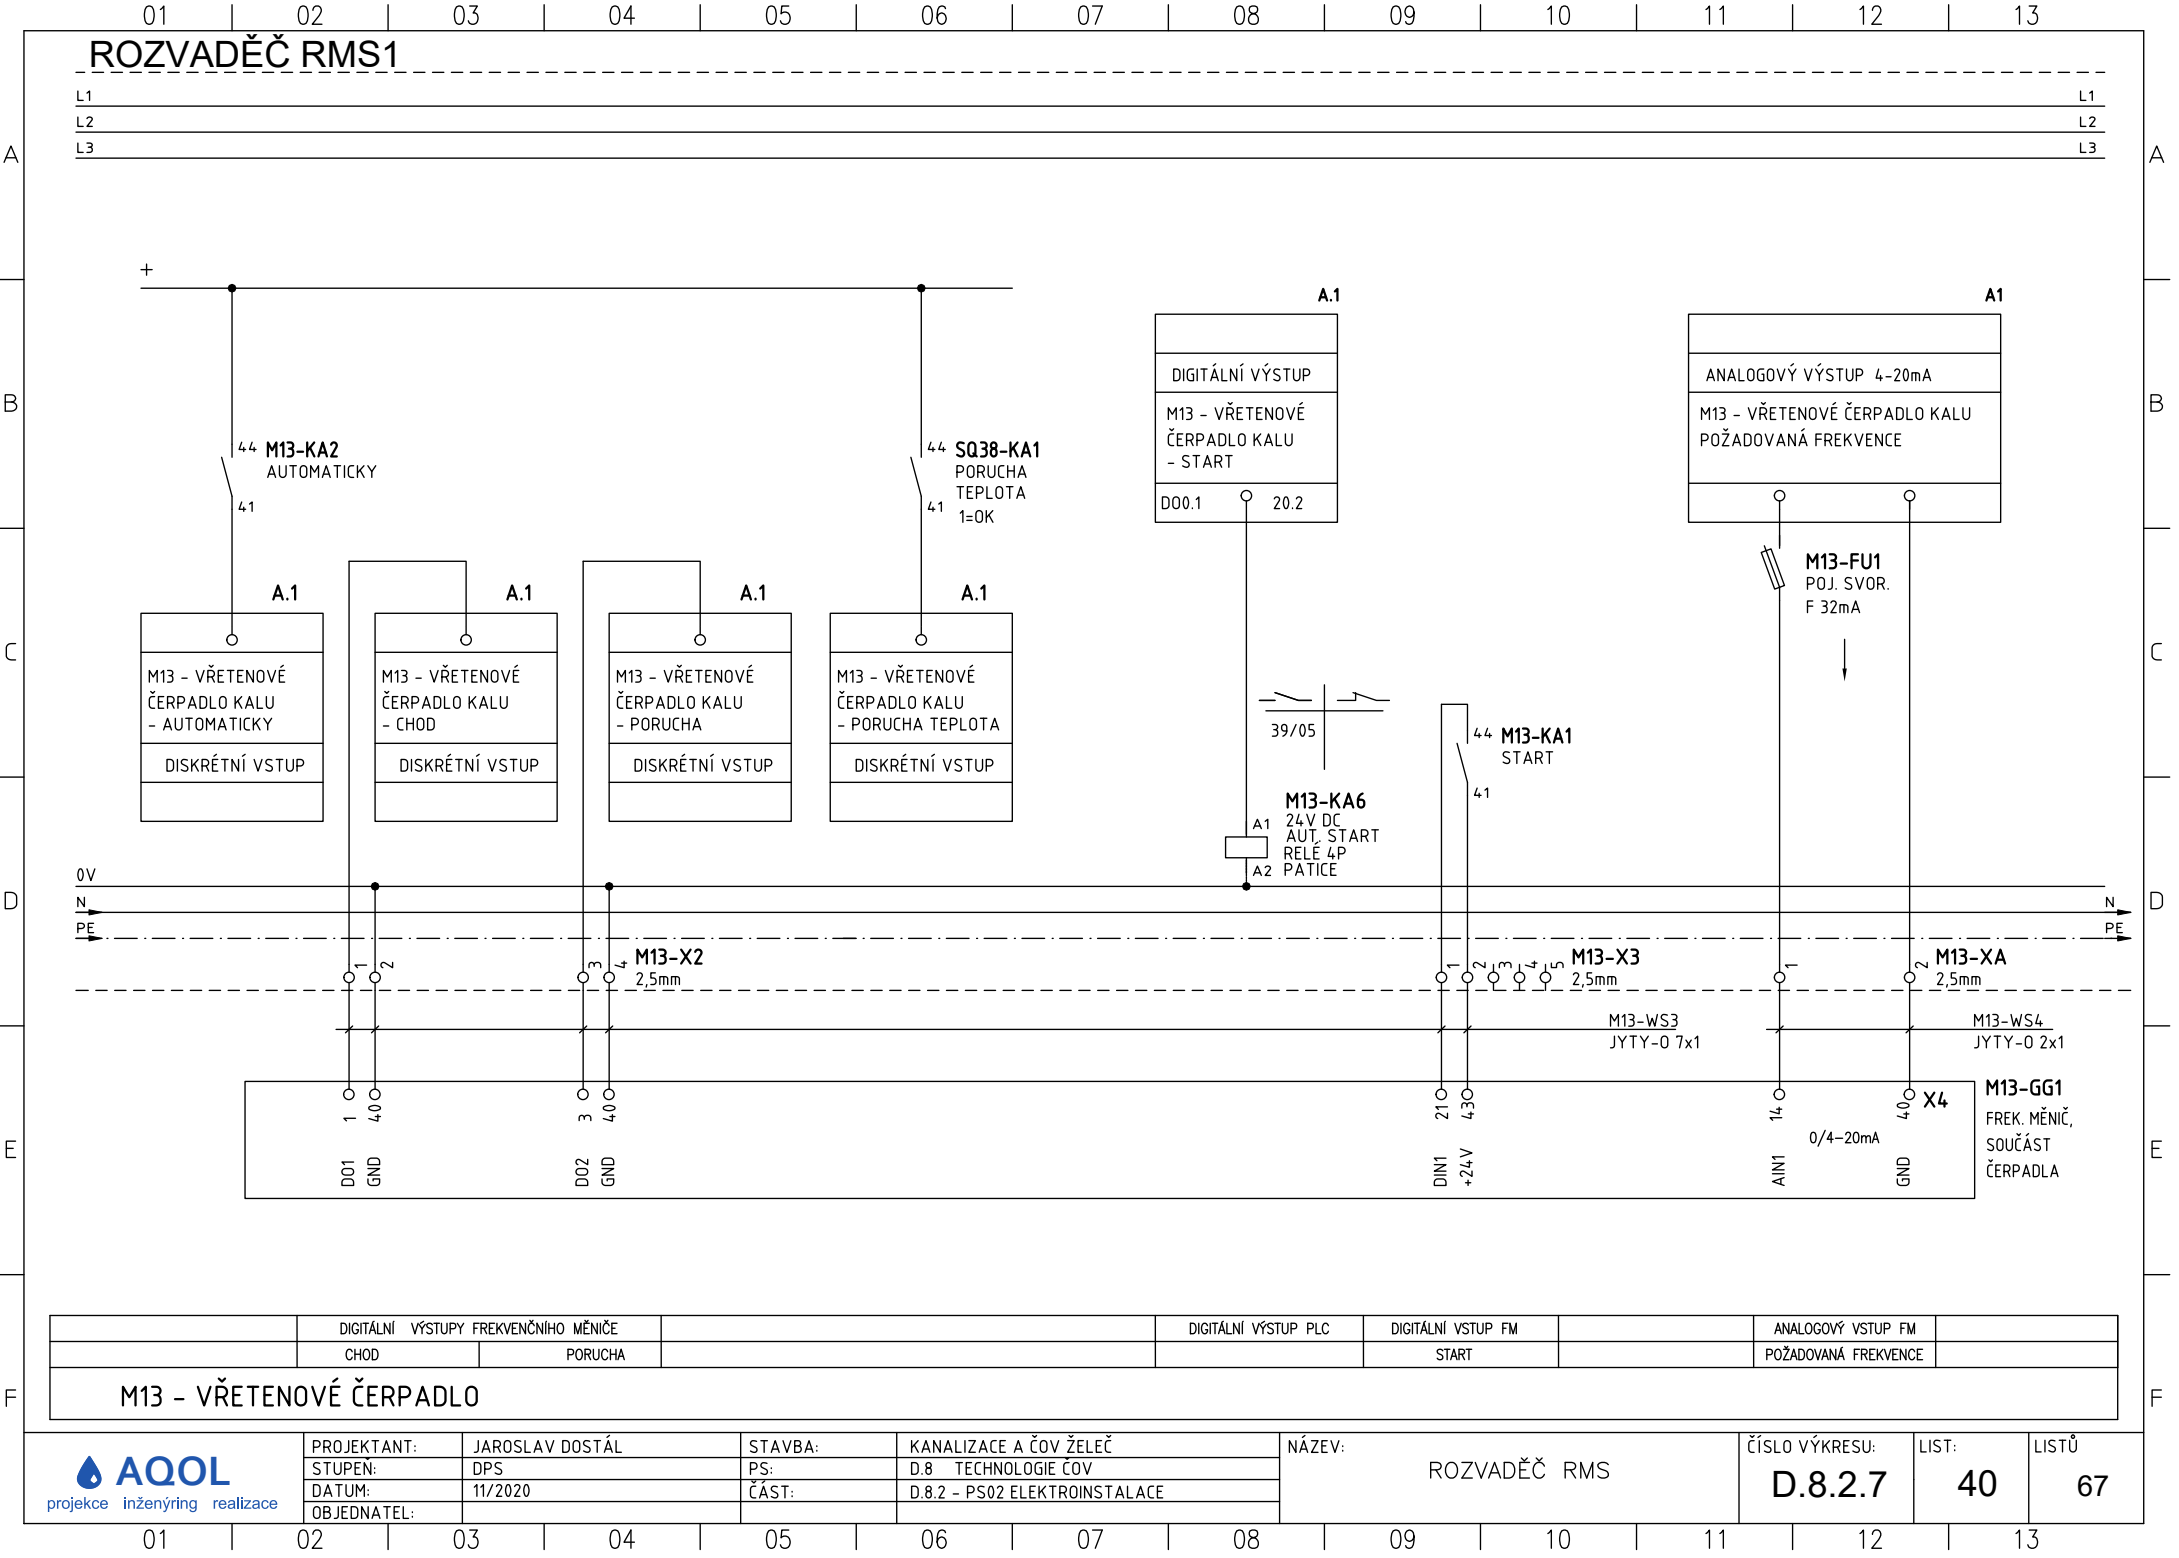 01 02 03 04 05 06 07 08 09 10 11 12 13
ROZVADĚČ RMS1
L1 L1
L2 L2
L3 L3
A A
+
A.1 A1
DIGITÁLNÍ VÝSTUP
ANALOGOVÝ VÝSTUP 4-20mA
B B
M13 - VŘETENOVÉ
ČERPADLO KALU
- START
DO0.1 20.2
M13 - VŘETENOVÉ ČERPADLO KALU
POŽADOVANÁ FREKVENCE
44 M13-KA2
AUTOMATICKY
41
44 SQ38-KA1
PORUCHA
TEPLOTA
41
1=OK
M13-FU1
POJ. SVOR.
F 32mA
A.1 A.1 A.1 A.1
C C
M13 - VŘETENOVÉ
ČERPADLO KALU
- AUTOMATICKY
DISKRÉTNÍ VSTUP
M13 - VŘETENOVÉ
ČERPADLO KALU
- CHOD
DISKRÉTNÍ VSTUP
M13 - VŘETENOVÉ
ČERPADLO KALU
- PORUCHA
DISKRÉTNÍ VSTUP
M13 - VŘETENOVÉ
ČERPADLO KALU
- PORUCHA TEPLOTA
DISKRÉTNÍ VSTUP
39/05
44 M13-KA1
START
41
M13-KA6
A1 24V DC
AUT. START
RELÉ 4P
A2 PATICE
0V
D D
N N
PE PE
1 2 3 4 M13-X2
2,5mm
1 2 3 4 5 M13-X3
2,5mm
1 2 M13-XA
2,5mm
M13-WS3
JYTY-O 7x1
M13-WS4
JYTY-O 2x1
M13-GG1
FREK. MĚNIČ,
SOUČÁST
ČERPADLA
1 40 3 40 21 43 14 40 X4
0/4-20mA
E E
DO1 GND DO2 GND DIN1 +24V AIN1 GND
DIGITÁLNÍ VÝSTUPY FREKVENČNÍHO MĚNIČE DIGITÁLNÍ VÝSTUP PLC DIGITÁLNÍ VSTUP FM ANALOGOVÝ VSTUP FM
CHOD PORUCHA START POŽADOVANÁ FREKVENCE
F F
M13 - VŘETENOVÉ ČERPADLO
AQOL
projekce inženýring realizace
PROJEKTANT: JAROSLAV DOSTÁL
STUPEŇ: DPS
DATUM: 11/2020
OBJEDNATEL:
STAVBA: KANALIZACE A ČOV ŽELEČ
PS: D.8 TECHNOLOGIE ČOV
ČÁST: D.8.2 - PS02 ELEKTROINSTALACE
NÁZEV:
ROZVADĚČ RMS
ČÍSLO VÝKRESU:
D.8.2.7
LIST:
40
LISTŮ
67
01 02 03 04 05 06 07 08 09 10 11 12 13